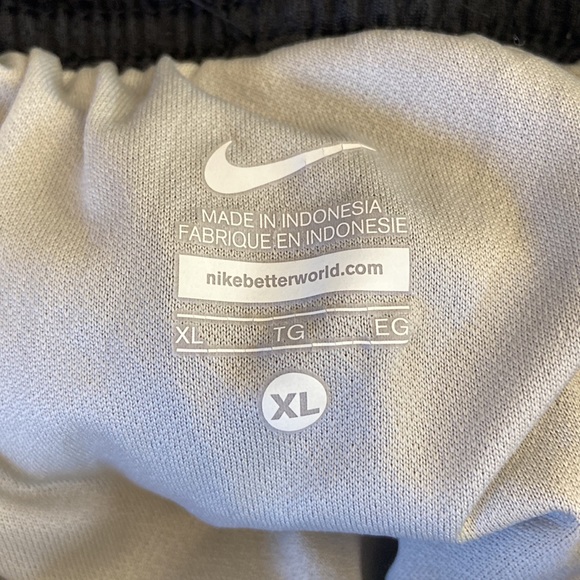 MADE IN INDONESIA
FABRIQUE EN INDONESIE
nikebetterworld.com
XL TG EG
XL